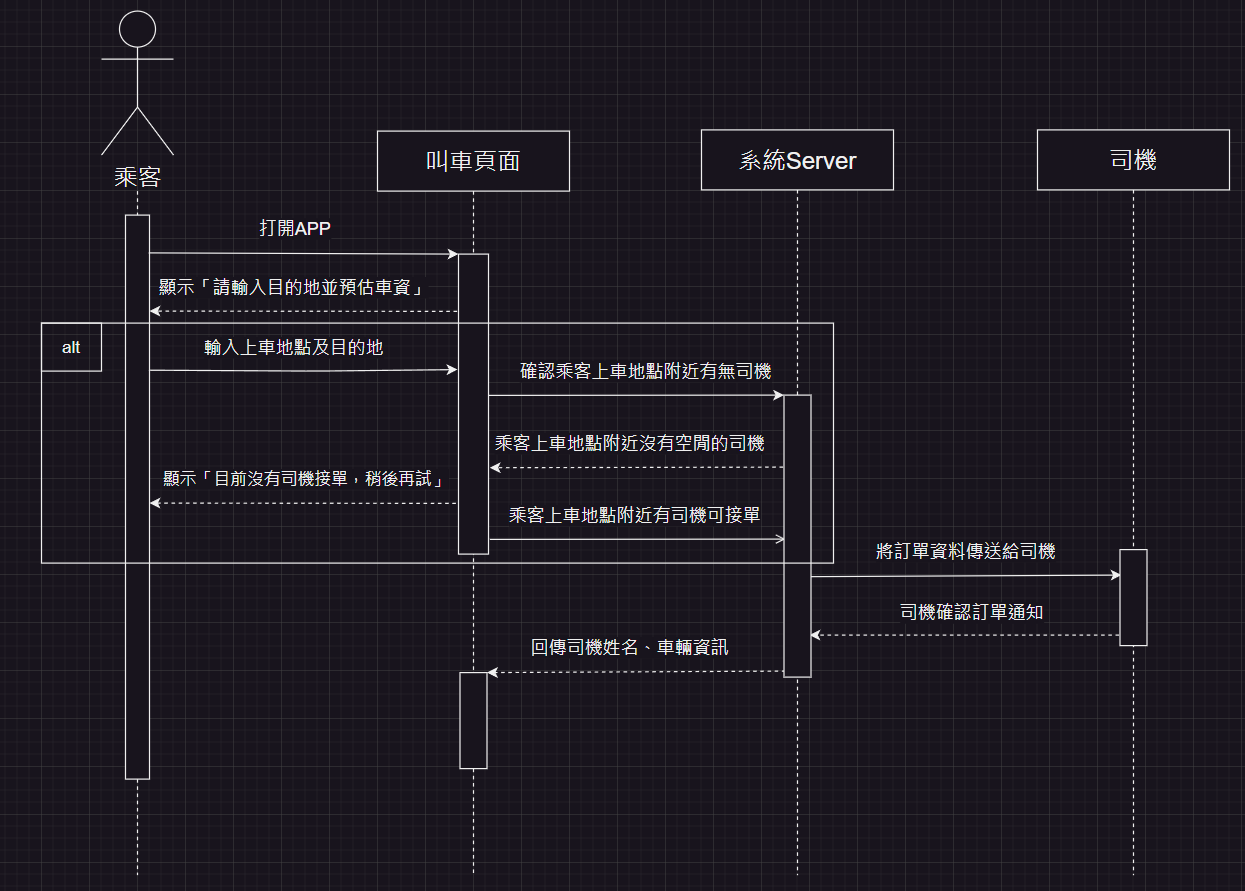 乘客
叫車頁面
系統Server
司機
打開APP
顯示「請輸入目的地並預估車資」
alt
輸入上車地點及目的地
確認乘客上車地點附近有無司機
乘客上車地點附近沒有空閒的司機
顯示「目前沒有司機接單，稍後再試」
乘客上車地點附近有司機可接單
將訂單資料傳送給司機
司機確認訂單通知
回傳司機姓名、車輛資訊